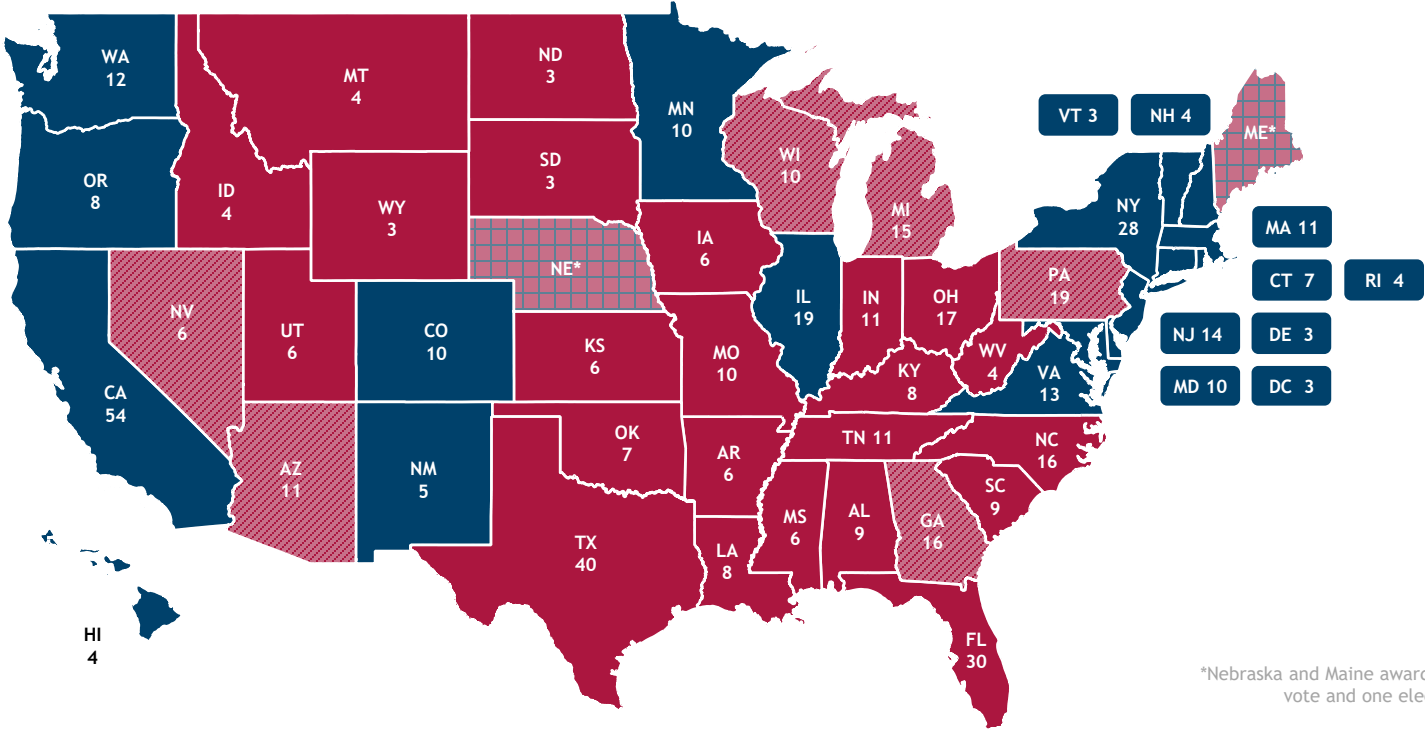 WA
12
MT
4
ND
3
MN
10
VT 3
NH 4
ME*
OR
8
ID
4
WY
3
SD
3
WI
10
MI
15
NY
28
MA 11
NV
6
UT
6
CO
10
NE*
IA
6
IL
19
IN
11
OH
17
PA
19
CT 7
RI 4
NJ 14
DE 3
MD 10
DC 3
CA
54
KS
6
MO
10
KY
8
WV
4
VA
13
AZ
11
NM
5
OK
7
AR
6
TN 11
NC
16
SC
9
TX
40
LA
8
MS
6
AL
9
GA
16
FL
30
HI
4
*Nebraska and Maine
vote and one